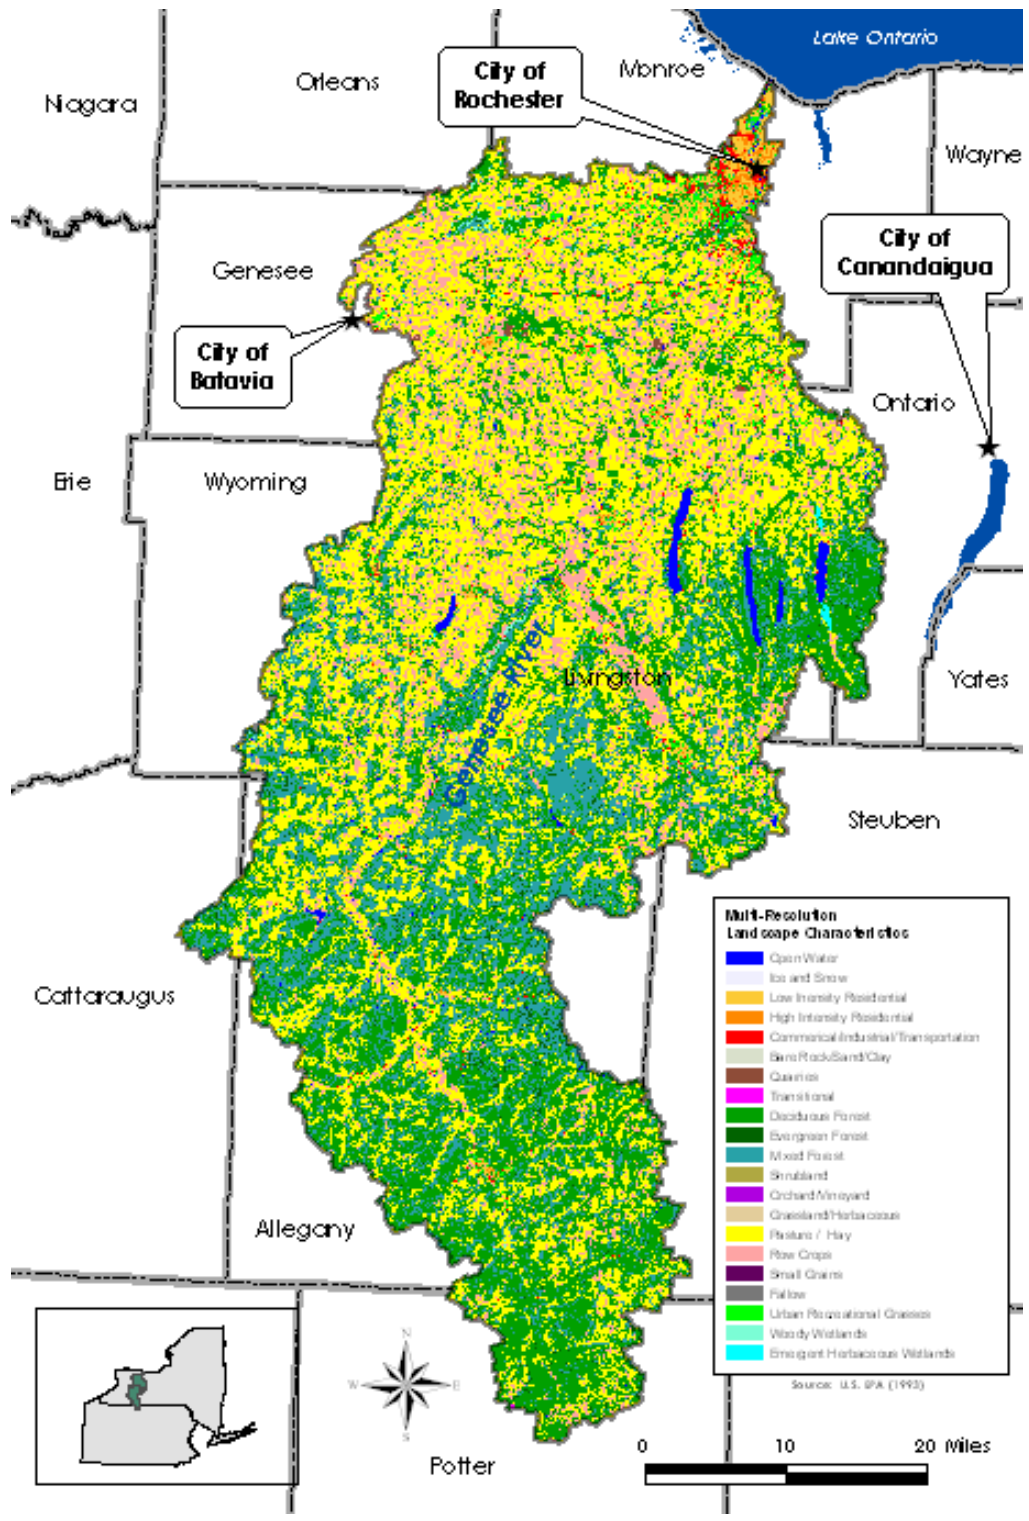 Lake Ontario
City of
Rochester
Monroe
Orleans
Niagara
Wayne
City of
Canandaigua
Genesee
City of
Batavia
Ontario
Erie
Wyoming
Genesee River
Livingston
Yates
Steuben
Cattaraugus
Allegany
Potter
Multi-Resolution
Landscape Characteristics
Open Water
Ice and Snow
Low Intensity Residential
High Intensity Residential
Commerical/Industrial/Transportation
Bare Rock/Sand/Clay
Quarries
Transitional
Deciduous Forest
Evergreen Forest
Mixed Forest
Shrubland
Orchard/Vineyard
Grassland/Herbaceous
Pasture / Hay
Row Crops
Small Grains
Fallow
Urban Recreational Grasses
Woody Wetlands
Emergent Herbaceous Wetlands
Source: U.S. EPA (1993)
N
W E
S
0 10 20 Miles